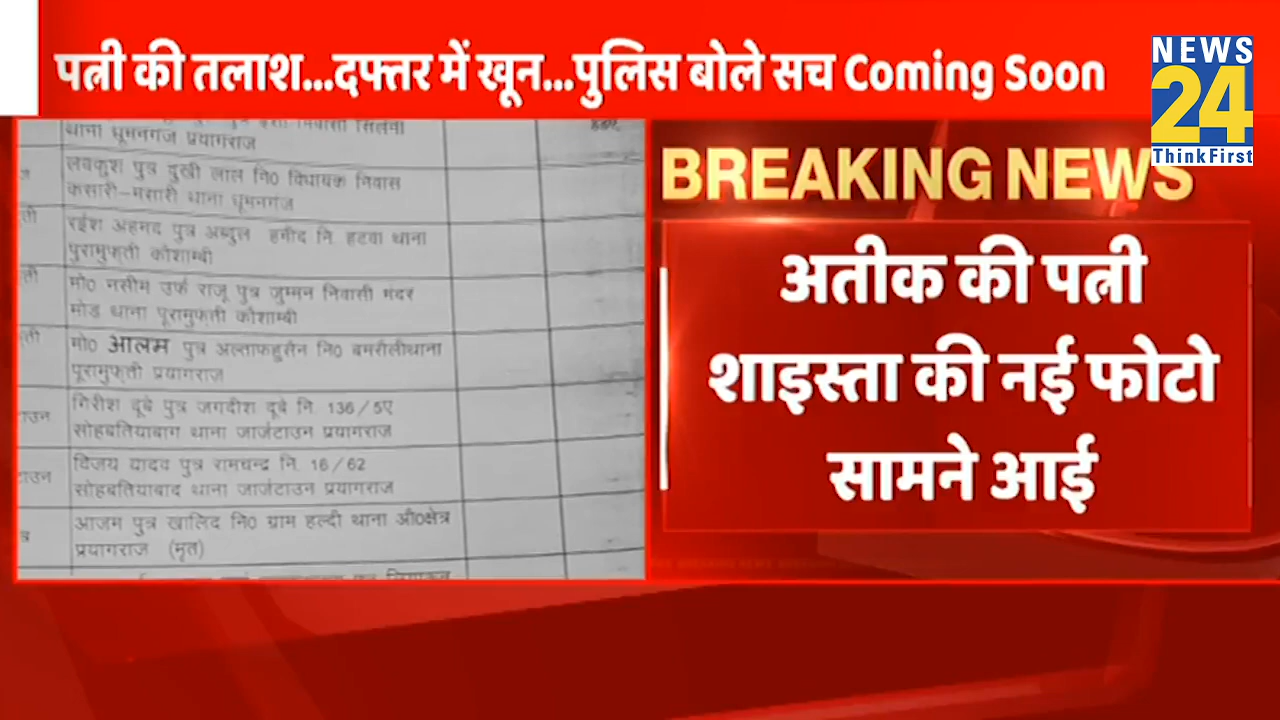 पत्नी की तलाश...दफ्तर में खून...पुलिस बोले सच Coming Soon
NEWS
24
ThinkFirst
थाना धूमनगंज प्रयागराज
लवकुश पुत्र दुखी लाल नि0 विधायक निवास
कसारी-मसारी थाना धूमनगंज
रईश अहमद पुत्र अब्दुल हमीद नि हटवा थाना
पुरामुफ्ती कौशाम्बी
मो0 नसीम उर्फ राजू पुत्र जुम्मन निवासी मंदर
मोड थाना पूरामुफ्ती कौशाम्बी
मो0 आलम पुत्र अल्ताफहुसैन नि0 बमरौलीथाना
पूरामुफ्ती प्रयागराज
गिरीश दूबे पुत्र जगदीश दूबे नि 136/5ए
सोहबतियाबाग थाना जार्जटाउन प्रयागराज
विजय यादव पुत्र रामचन्द्र नि. 16/62
सोहबतियाबाद थाना जार्जटाउन प्रयागराज
आजम पुत्र खालिद नि0 ग्राम हल्दी थाना औ0क्षेत्र
प्रयागराज (मृत)
BREAKING NEWS
अतीक की पत्नी
शाइस्ता की नई फोटो
सामने आई